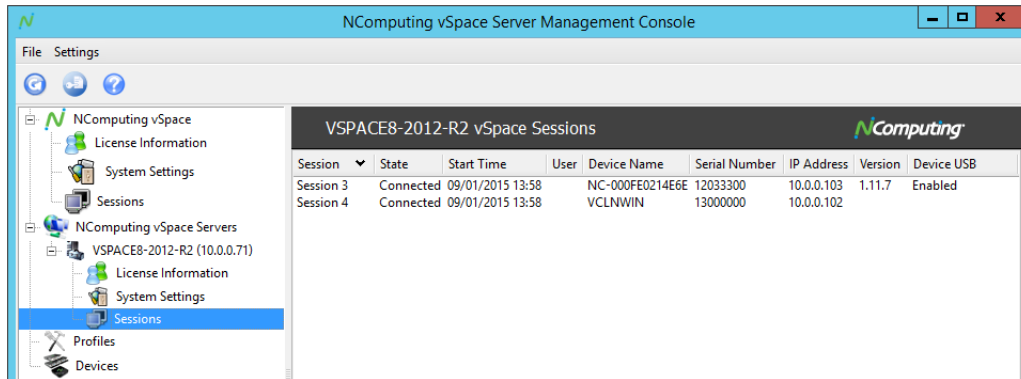 NComputing vSpace Server Management Console
File Settings
NComputing vSpace
License Information
System Settings
Sessions
NComputing vSpace Servers
VSPACE8-2012-R2 (10.0.0.71)
License Information
System Settings
Sessions
Profiles
Devices
VSPACE8-2012-R2 vSpace Sessions NComputing
Session State Start Time User Device Name Serial Number IP Address Version Device USB
Session 3 Connected 09/01/2015 13:58 NC-000FE0214E6E 12033300 10.0.0.103 1.11.7 Enabled
Session 4 Connected 09/01/2015 13:58 VCLNWIN 13000000 10.0.0.102